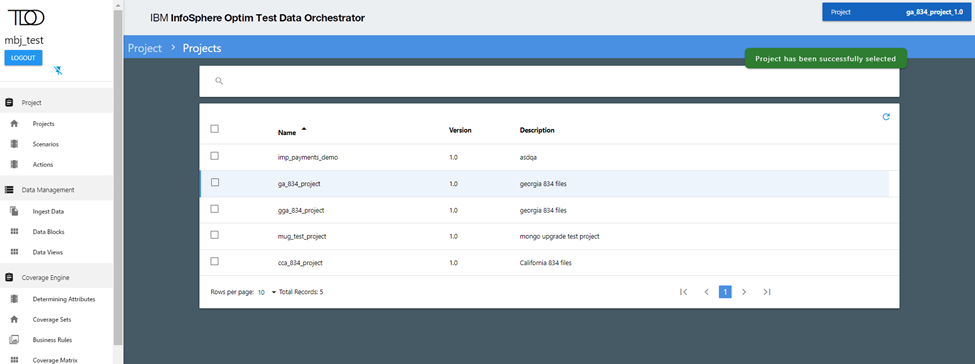 TDO
mbj_test
LOGOUT
Project
Projects
Scenarios
Actions
Data Management
Ingest Data
Data Blocks
Data Views
Coverage Engine
Determining Attributes
Coverage Sets
Business Rules
Coverage Matrix
IBM InfoSphere Optim Test Data Orchestrator
Project ga_834_project_1.0
Project > Projects
Project has been successfully selected
Name Version Description
imp_payments_demo 1.0 asdqa
ga_834_project 1.0 georgia 834 files
gga_834_project 1.0 georgia 834 files
mug_test_project 1.0 mongo upgrade test project
cca_834_project 1.0 California 834 files
Rows per page: 10 Total Records: 5
1